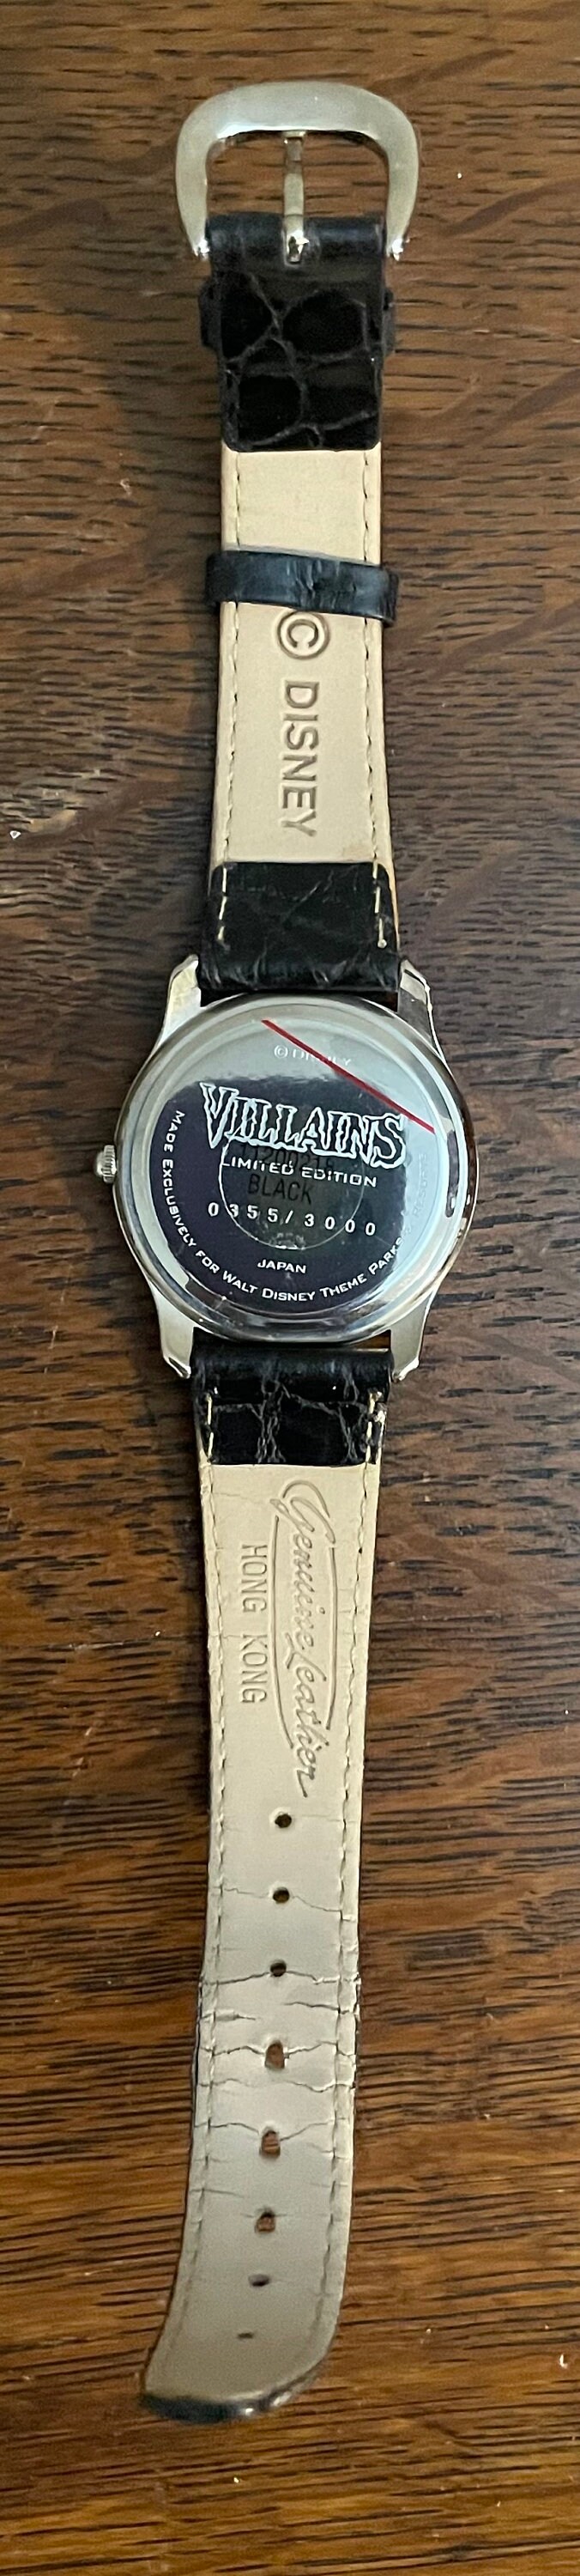 © DISNEY
© DISNEY
VILLAINS
LIMITED EDITION
BLACK
0355/3000
JAPAN
MADE EXCLUSIVELY FOR WALT DISNEY THEME PARKS
Genuine Leather
HONG KONG